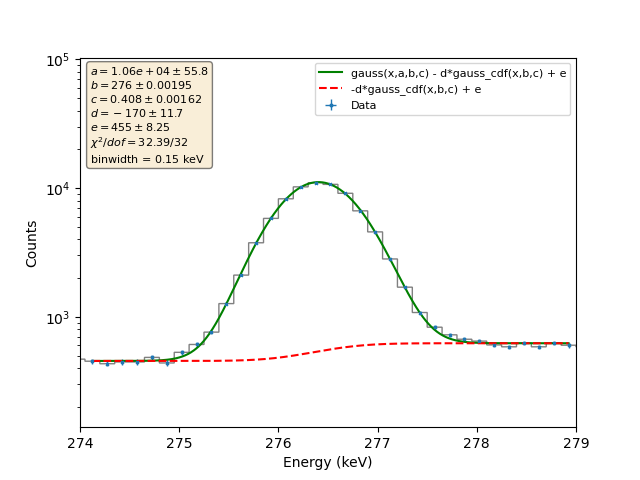 a = 1.06e + 04 ± 55.8
b = 276 ± 0.00195
c = 0.408 ± 0.00162
d = − 170 ± 11.7
e = 455 ± 8.25
χ²/dof = 32.39/32
binwidth = 0.15 keV
gauss(x,a,b,c) - d*gauss_cdf(x,b,c) + e
-d*gauss_cdf(x,b,c) + e
Data
10⁵
10⁴
10³
Counts
274 275 276 277 278 279
Energy (keV)